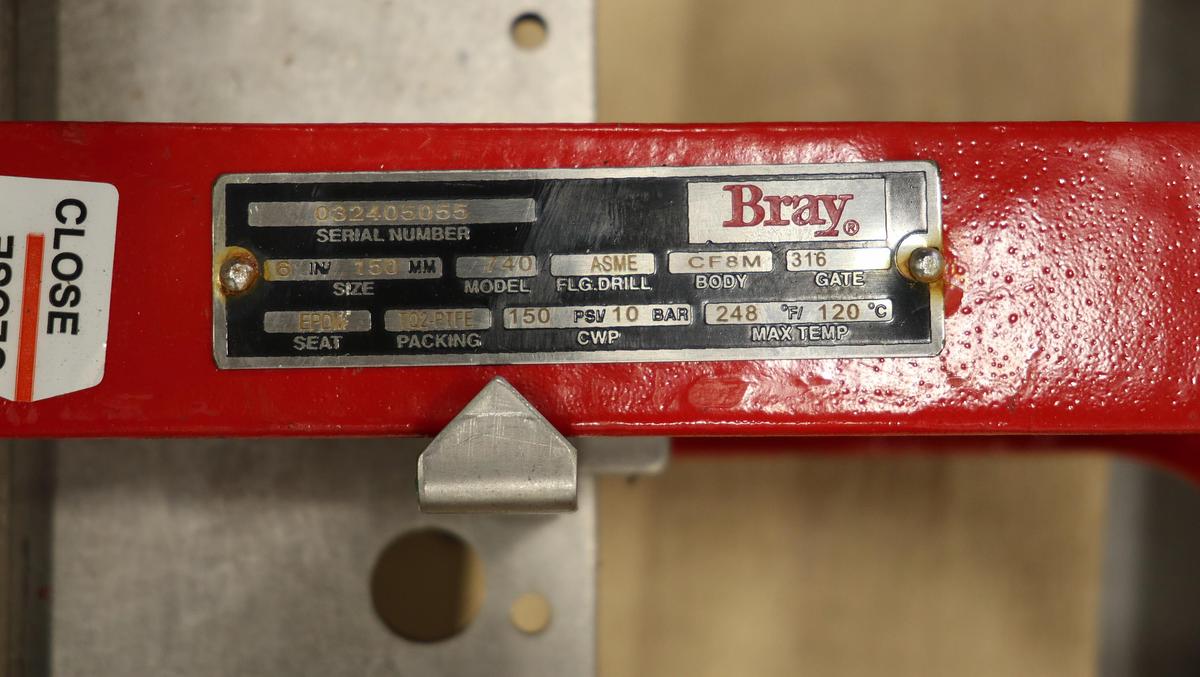 CLOSE
CLOSE
Bray®
032405055
SERIAL NUMBER
6 IN/ 150 MM 740 ASME CF8M 316
SIZE MODEL FLG.DRILL BODY GATE
EPDM TQ2-PTFE 150 PSI/ 10 BAR 248 °F/ 120 °C
SEAT PACKING CWP MAX TEMP